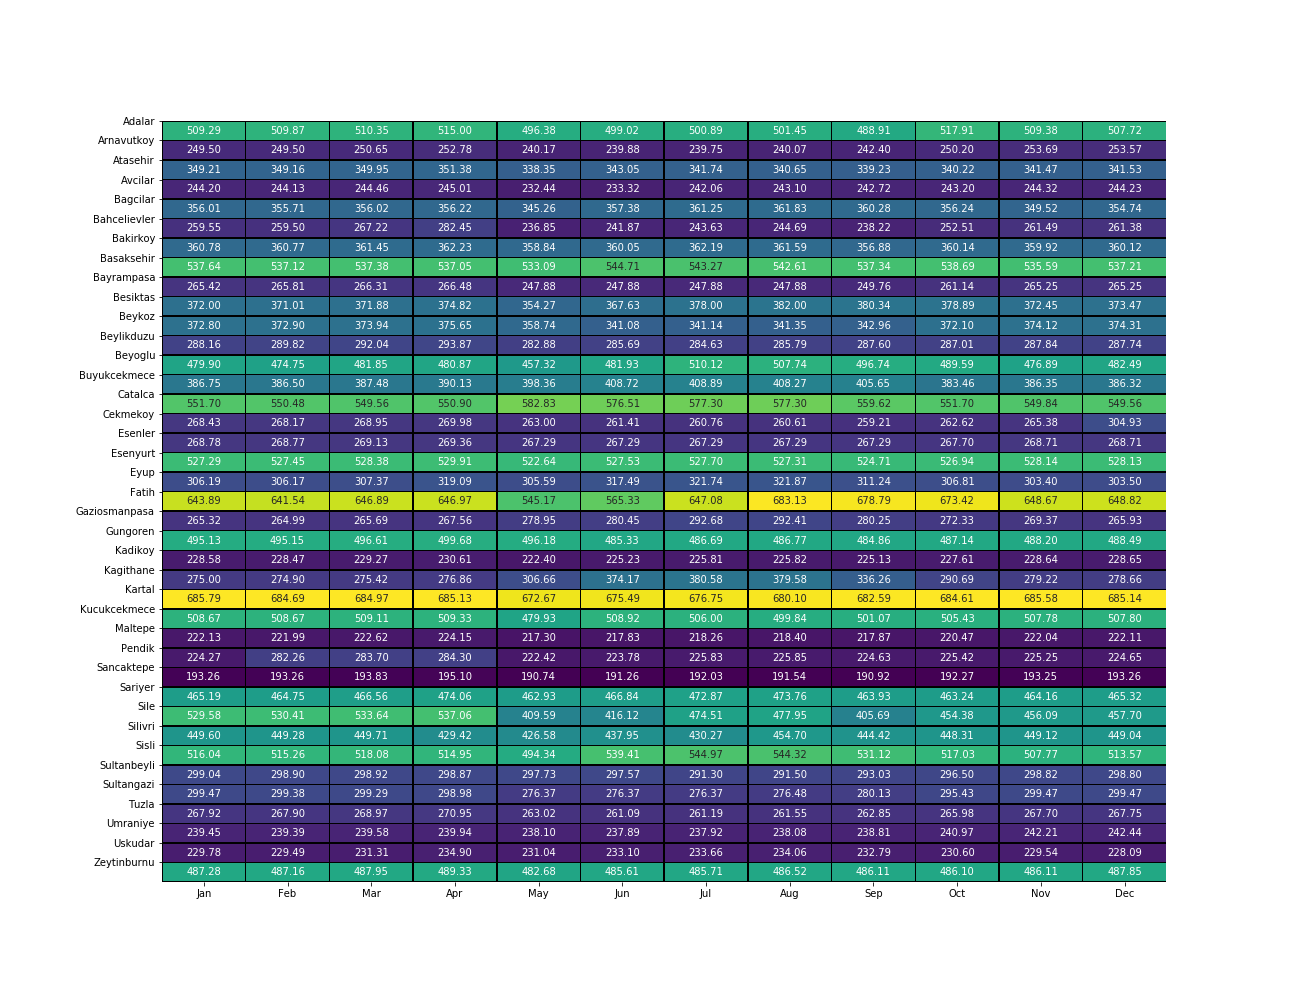 Adalar 509.29 509.87 510.35 515.00 496.38 499.02 500.89 501.45 488.91 517.91 509.38 507.72
Arnavutkoy 249.50 249.50 250.65 252.78 240.17 239.88 239.75 240.07 242.40 250.20 253.69 253.57
Atasehir 349.21 349.16 349.95 351.38 338.35 343.05 341.74 340.65 339.23 340.22 341.47 341.53
Avcilar 244.20 244.13 244.46 245.01 232.44 233.32 242.06 243.10 242.72 243.20 244.32 244.23
Bagcilar 356.01 355.71 356.02 356.22 345.26 357.38 361.25 361.83 360.28 356.24 349.52 354.74
Bahcelievler 259.55 259.50 267.22 282.45 236.85 241.87 243.63 244.69 238.22 252.51 261.49 261.38
Bakirkoy 360.78 360.77 361.45 362.23 358.84 360.05 362.19 361.59 356.88 360.14 359.92 360.12
Basaksehir 537.64 537.12 537.38 537.05 533.09 544.71 543.27 542.61 537.34 538.69 535.59 537.21
Bayrampasa 265.42 265.81 266.31 266.48 247.88 247.88 247.88 247.88 249.76 261.14 265.25 265.25
Besiktas 372.00 371.01 371.88 374.82 354.27 367.63 378.00 382.00 380.34 378.89 372.45 373.47
Beykoz 372.80 372.90 373.94 375.65 358.74 341.08 341.14 341.35 342.96 372.10 374.12 374.31
Beylikduzu 288.16 289.82 292.04 293.87 282.88 285.69 284.63 285.79 287.60 287.01 287.84 287.74
Beyoglu 479.90 474.75 481.85 480.87 457.32 481.93 510.12 507.74 496.74 489.59 476.89 482.49
Buyukcekmece 386.75 386.50 387.48 390.13 398.36 408.72 408.89 408.27 405.65 383.46 386.35 386.32
Catalca 551.70 550.48 549.56 550.90 582.83 576.51 577.30 577.30 559.62 551.70 549.84 549.56
Cekmekoy 268.43 268.17 268.95 269.98 263.00 261.41 260.76 260.61 259.21 262.62 265.38 304.93
Esenler 268.78 268.77 269.13 269.36 267.29 267.29 267.29 267.29 267.29 267.70 268.71 268.71
Esenyurt 527.29 527.45 528.38 529.91 522.64 527.53 527.70 527.31 524.71 526.94 528.14 528.13
Eyup 306.19 306.17 307.37 319.09 305.59 317.49 321.74 321.87 311.24 306.81 303.40 303.50
Fatih 643.89 641.54 646.89 646.97 545.17 565.33 647.08 683.13 678.79 673.42 648.67 648.82
Gaziosmanpasa 265.32 264.99 265.69 267.56 278.95 280.45 292.68 292.41 280.25 272.33 269.37 265.93
Gungoren 495.13 495.15 496.61 499.68 496.18 485.33 486.69 486.77 484.86 487.14 488.20 488.49
Kadikoy 228.58 228.47 229.27 230.61 222.40 225.23 225.81 225.82 225.13 227.61 228.64 228.65
Kagithane 275.00 274.90 275.42 276.86 306.66 374.17 380.58 379.58 336.26 290.69 279.22 278.66
Kartal 685.79 684.69 684.97 685.13 672.67 675.49 676.75 680.10 682.59 684.61 685.58 685.14
Kucukcekmece 508.67 508.67 509.11 509.33 479.93 508.92 506.00 499.84 501.07 505.43 507.78 507.80
Maltepe 222.13 221.99 222.62 224.15 217.30 217.83 218.26 218.40 217.87 220.47 222.04 222.11
Pendik 224.27 282.26 283.70 284.30 222.42 223.78 225.83 225.85 224.63 225.42 225.25 224.65
Sancaktepe 193.26 193.26 193.83 195.10 190.74 191.26 192.03 191.54 190.92 192.27 193.25 193.26
Sariyer 465.19 464.75 466.56 474.06 462.93 466.84 472.87 473.76 463.93 463.24 464.16 465.32
Sile 529.58 530.41 533.64 537.06 409.59 416.12 474.51 477.95 405.69 454.38 456.09 457.70
Silivri 449.60 449.28 449.71 429.42 426.58 437.95 430.27 454.70 444.42 448.31 449.12 449.04
Sisli 516.04 515.26 518.08 514.95 494.34 539.41 544.97 544.32 531.12 517.03 507.77 513.57
Sultanbeyli 299.04 298.90 298.92 298.87 297.73 297.57 291.30 291.50 293.03 296.50 298.82 298.80
Sultangazi 299.47 299.38 299.29 298.98 276.37 276.37 276.37 276.48 280.13 295.43 299.47 299.47
Tuzla 267.92 267.90 268.97 270.95 263.02 261.09 261.19 261.55 262.85 265.98 267.70 267.75
Umraniye 239.45 239.39 239.58 239.94 238.10 237.89 237.92 238.08 238.81 240.97 242.21 242.44
Uskudar 229.78 229.49 231.31 234.90 231.04 233.10 233.66 234.06 232.79 230.60 229.54 228.09
Zeytinburnu 487.28 487.16 487.95 489.33 482.68 485.61 485.71 486.52 486.11 486.10 486.11 487.85
Jan Feb Mar Apr May Jun Jul Aug Sep Oct Nov Dec